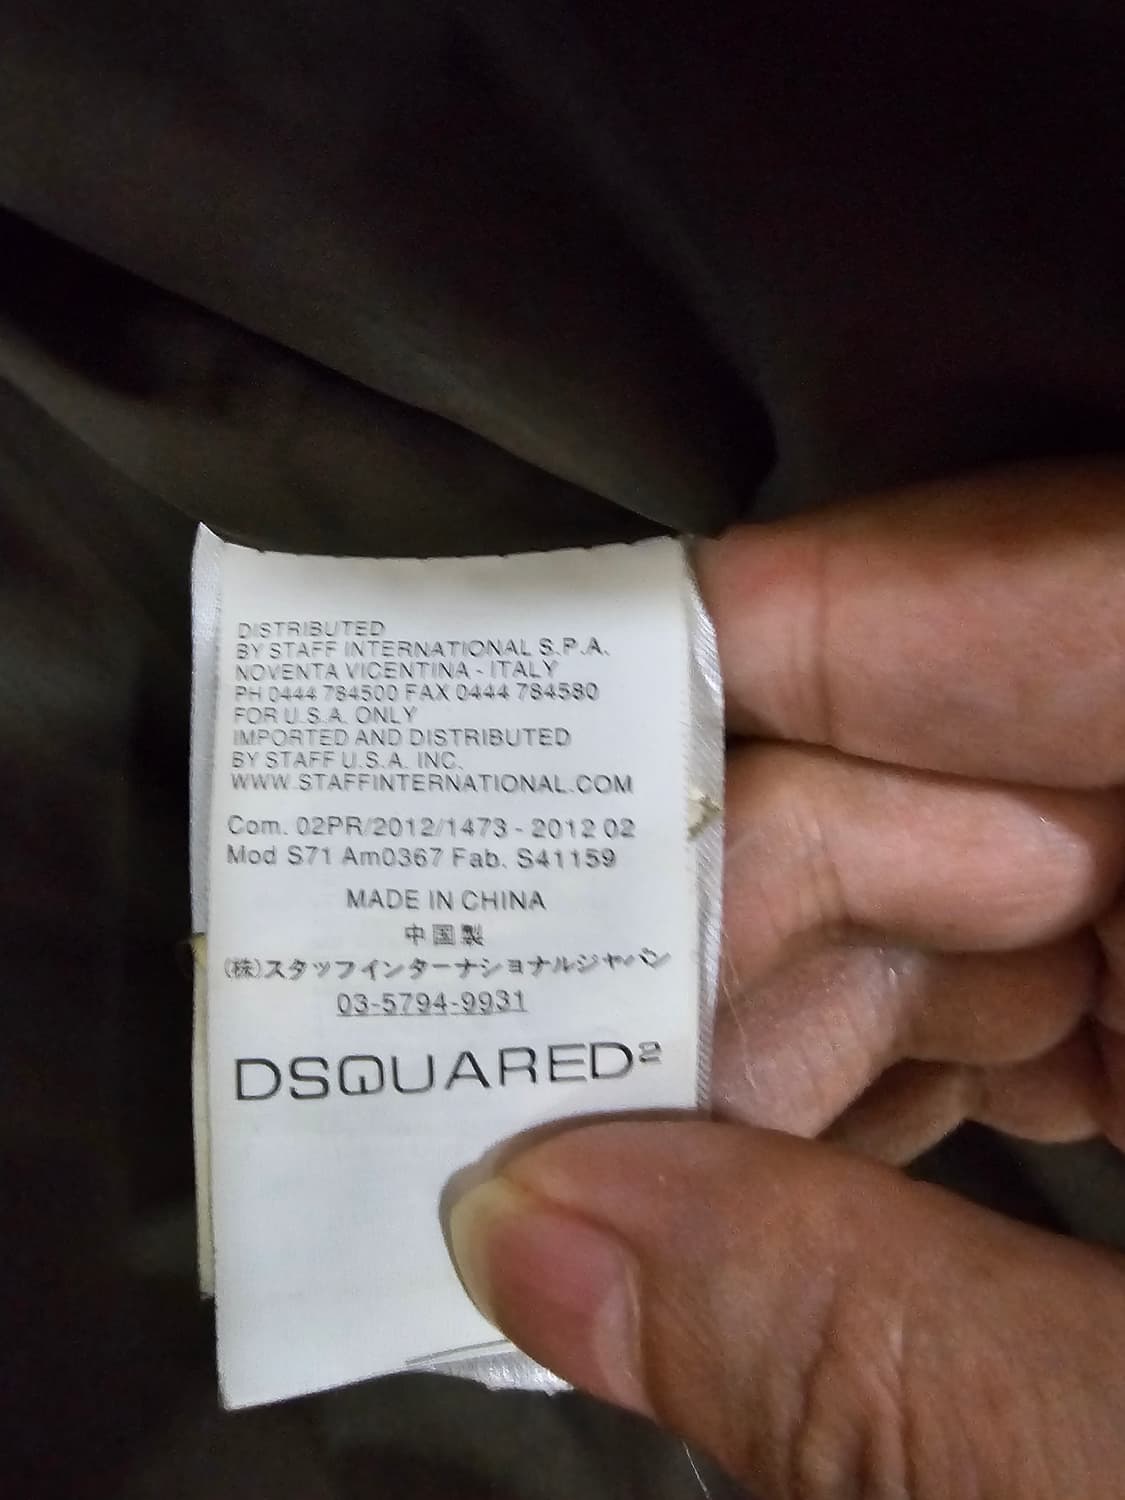 DISTRIBUTED
BY STAFF INTERNATIONAL S.P.A.
NOVENTA VICENTINA - ITALY
PH 0444 784500 FAX 0444 784580
FOR U.S.A. ONLY
IMPORTED AND DISTRIBUTED
BY STAFF U.S.A. INC.
WWW.STAFFINTERNATIONAL.COM
Com. 02PR/2012/1473 - 2012 02
Mod S71 Am0367 Fab. S41159
MADE IN CHINA
中国製
(株)スタッフインターナショナルジャパン
03-5794-9931
DSQUARED2